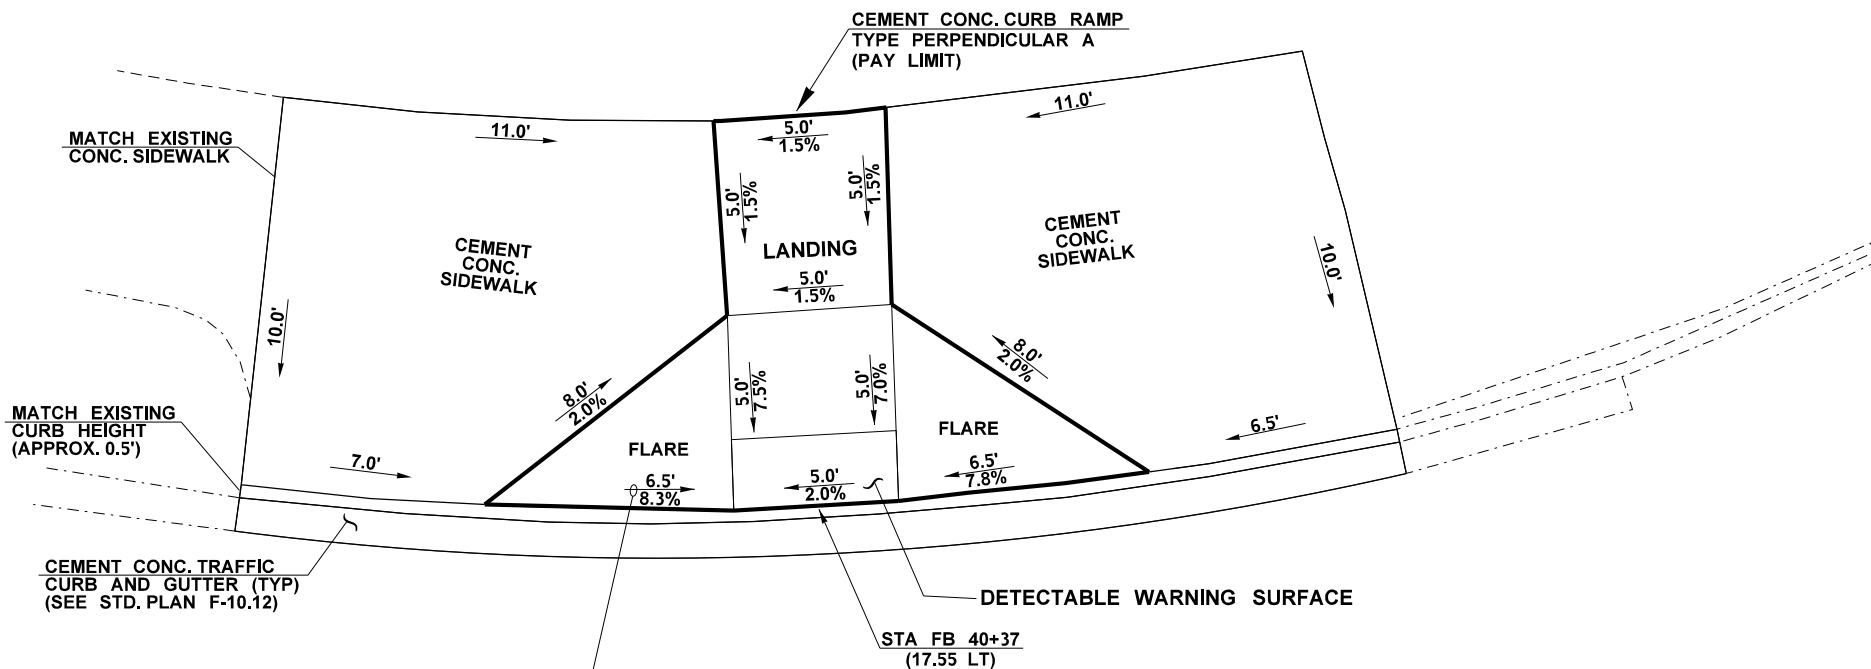 CEMENT CONC. CURB RAMP
TYPE PERPENDICULAR A
(PAY LIMIT)
MATCH EXISTING
CONC. SIDEWALK
11.0'
5.0'
1.5%
11.0'
5.0'
1.5%
5.0'
1.5%
CEMENT
CONC.
SIDEWALK
LANDING
CEMENT
CONC.
SIDEWALK
5.0'
1.5%
10.0'
10.0'
8.0'
2.0%
5.0'
7.5%
5.0'
7.0%
8.0'
2.0%
MATCH EXISTING
CURB HEIGHT
(APPROX. 0.5')
FLARE
FLARE
7.0'
6.5'
8.3%
5.0'
2.0%
6.5'
7.8%
6.5'
CEMENT CONC. TRAFFIC
CURB AND GUTTER (TYP)
(SEE STD. PLAN F-10.12)
DETECTABLE WARNING SURFACE
STA FB 40+37
(17.55 LT)